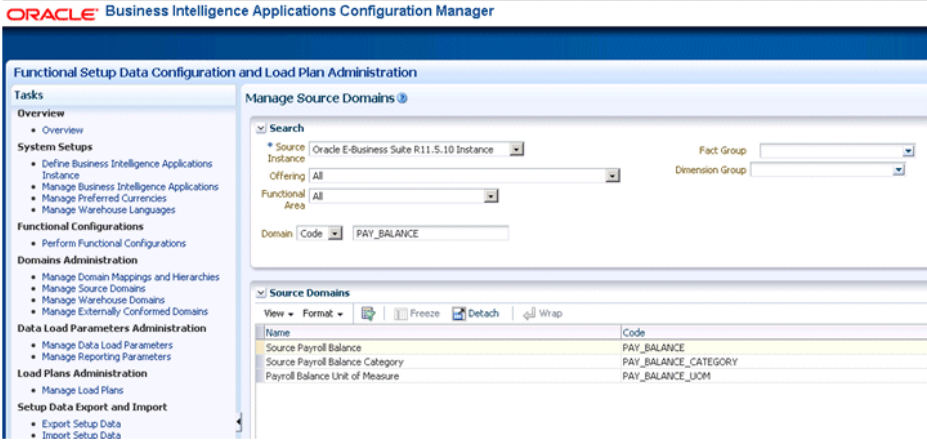 ORACLE Business Intelligence Applications Configuration Manager
Functional Setup Data Configuration and Load Plan Administration
Tasks
Overview
Overview
System Setups
Define Business Intelligence Applications
Instance
Manage Business Intelligence Applications
Manage Preferred Currencies
Manage Warehouse Languages
Functional Configurations
Perform Functional Configurations
Domains Administration
Manage Domain Mappings and Hierarchies
Manage Source Domains
Manage Warehouse Domains
Manage Externally Conformed Domains
Data Load Parameters Administration
Manage Data Load Parameters
Manage Reporting Parameters
Load Plans Administration
Manage Load Plans
Setup Data Export and Import
Export Setup Data
Import Setup Data
Manage Source Domains
Search
* Source Instance Oracle E-Business Suite R11.5.10 Instance
Offering All
Functional Area All
Domain Code PAY_BALANCE
Fact Group
Dimension Group
Source Domains
View Format Freeze Detach Wrap
Name Code
Source Payroll Balance PAY_BALANCE
Source Payroll Balance Category PAY_BALANCE_CATEGORY
Payroll Balance Unit of Measure PAY_BALANCE_UOM